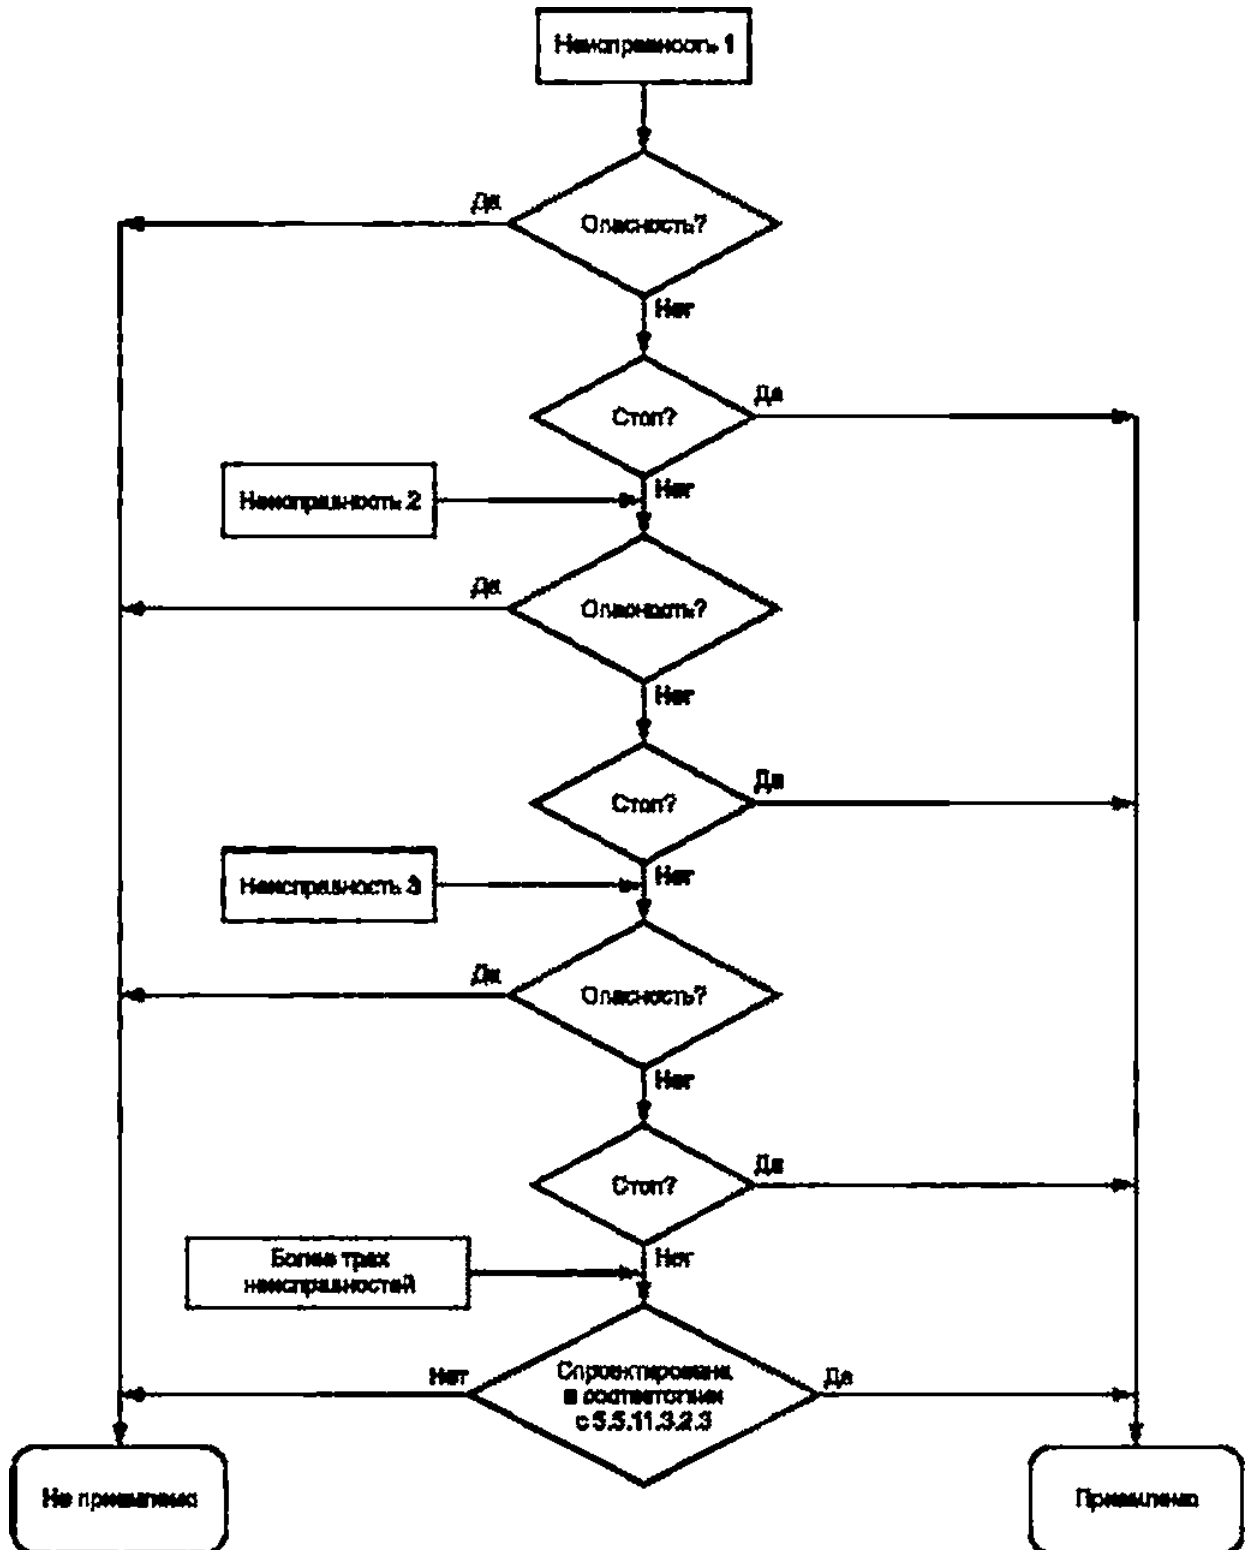 Неисправность 1
Да
Опасность?
Нет
Да
Стоп?
Неисправность 2
Нет
Да
Опасность?
Нет
Да
Стоп?
Неисправность 3
Нет
Да
Опасность?
Нет
Да
Стоп?
Более трех
неисправностей
Нет
Нет
Спроектирована
в соответствии
с 5.5.11.3.2.3
Да
Не приемлемо
Приемлемо